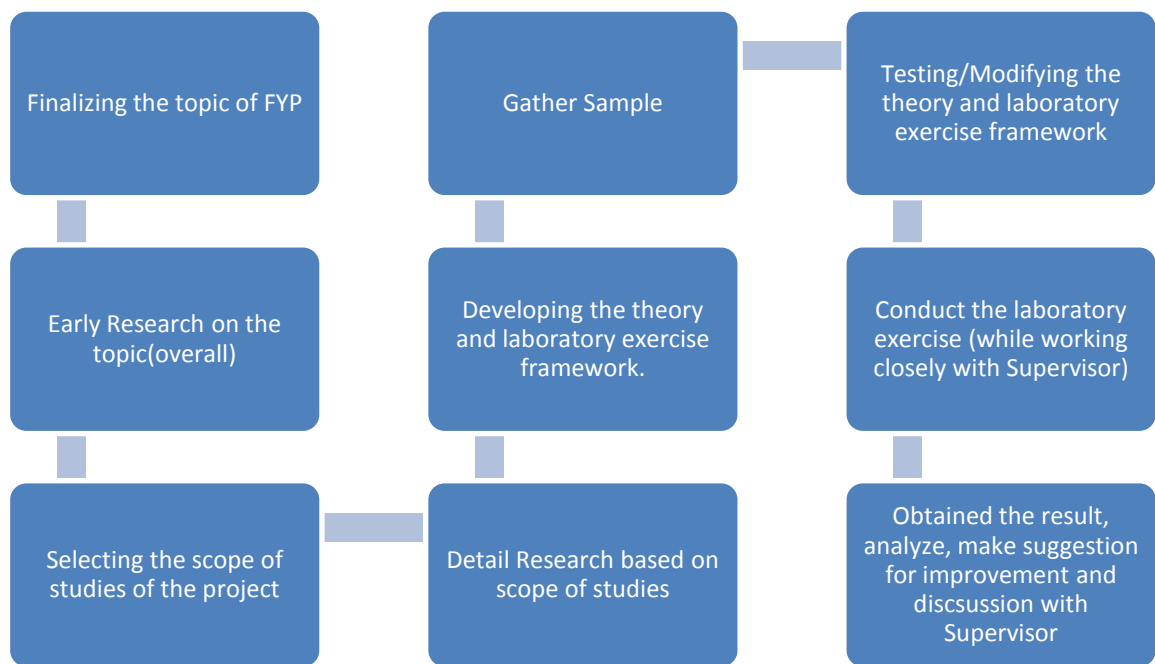 Finalizing the topic of FYP
Early Research on the
topic(overall)
Selecting the scope of
studies of the project
Detail Research based on
scope of studies
Developing the theory
and laboratory exercise
framework.
Gather Sample
Testing/Modifying the
theory and laboratory
exercise framework
Conduct the laboratory
exercise (while working
closely with Supervisor)
Obtained the result,
analyze, make suggestion
for improvement and
discsussion with
Supervisor